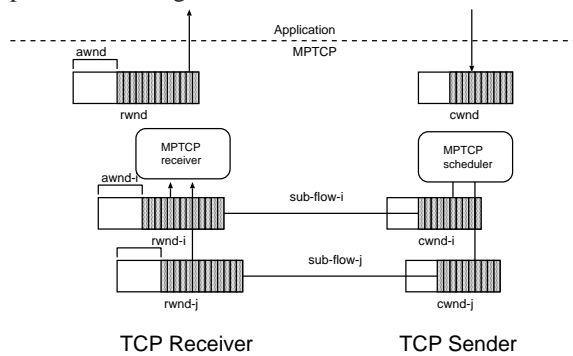 Application
MPTCP
awnd
rwnd
cwnd
MPTCP
receiver
MPTCP
scheduler
awnd-i
sub-flow-i
rwnd-i
cwnd-i
sub-flow-j
rwnd-j
cwnd-j
TCP Receiver
TCP Sender